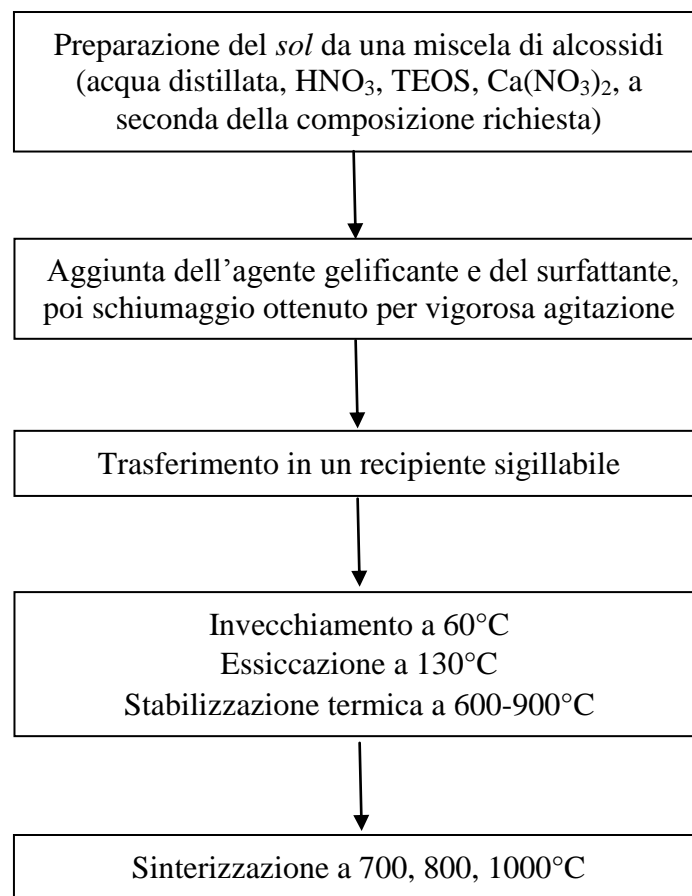 Preparazione del sol da una miscela di alcossidi
(acqua distillata, HNO₃, TEOS, Ca(NO₃)₂, a
seconda della composizione richiesta)
Aggiunta dell’agente gelificante e del surfattante,
poi schiumaggio ottenuto per vigorosa agitazione
Trasferimento in un recipiente sigillabile
Invecchiamento a 60°C
Essiccazione a 130°C
Stabilizzazione termica a 600-900°C
Sinterizzazione a 700, 800, 1000°C